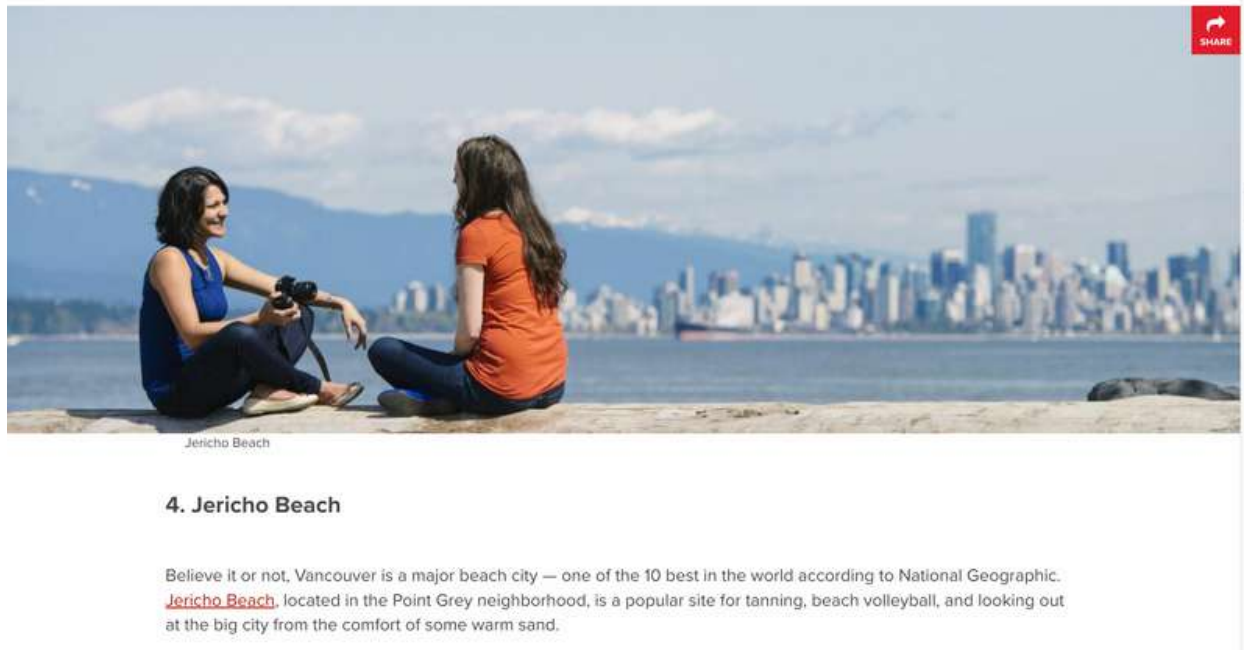 SHARE
Jericho Beach
4. Jericho Beach
Believe it or not, Vancouver is a major beach city — one of the 10 best in the world according to National Geographic.
Jericho Beach, located in the Point Grey neighborhood, is a popular site for tanning, beach volleyball, and looking out
at the big city from the comfort of some warm sand.